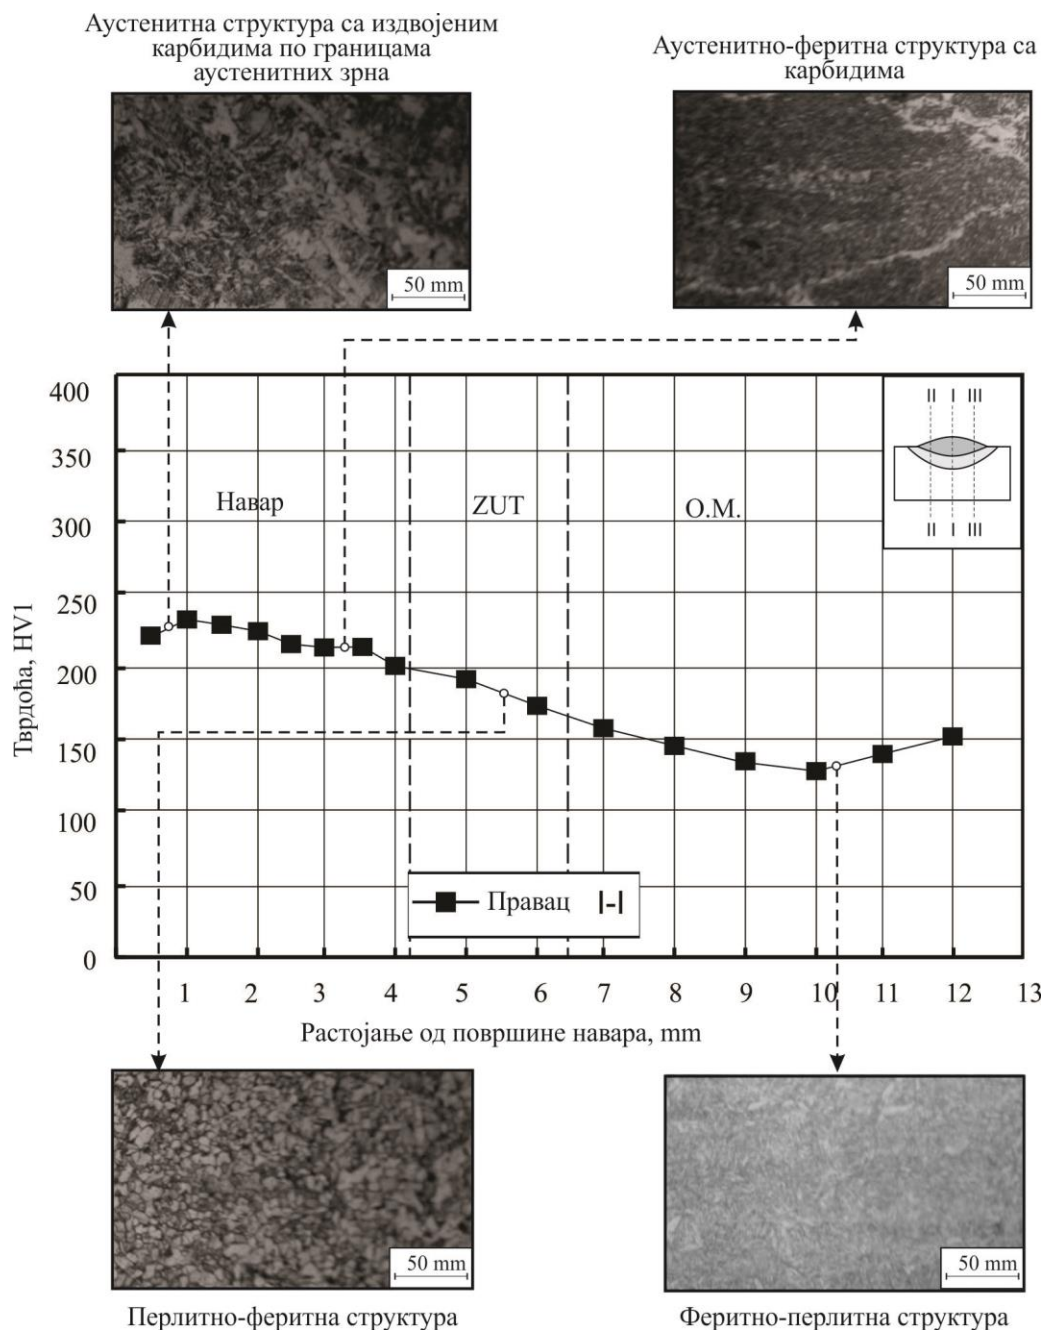 Аустенитна структура са издвојеним
карбидима по границама
аустенитних зрна
Аустенитно-феритна структура са
карбидима
50 mm
50 mm
400
350
300
250
200
150
100
50
0
Тврдоћа, HV1
Навар
ZUT
О.М.
II I III
II I III
Правац I-I
1 2 3 4 5 6 7 8 9 10 11 12 13
Растојање од површине навара, mm
50 mm
50 mm
Перлитно-феритна структура
Феритно-перлитна структура